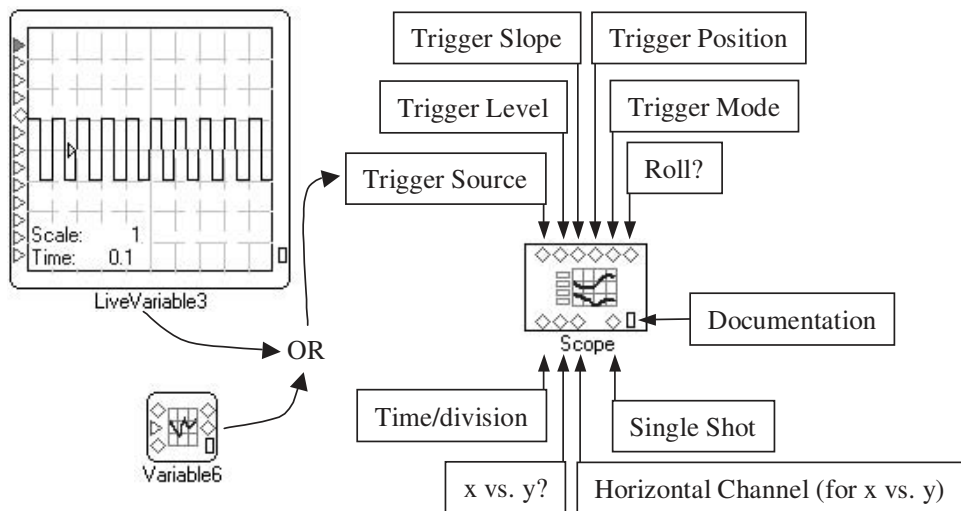 Trigger Slope
Trigger Position
Trigger Level
Trigger Mode
Trigger Source
Roll?
Scale: 1
Time: 0.1
LiveVariable3
OR
Scope
Documentation
Variable6
Time/division
Single Shot
x vs. y?
Horizontal Channel (for x vs. y)